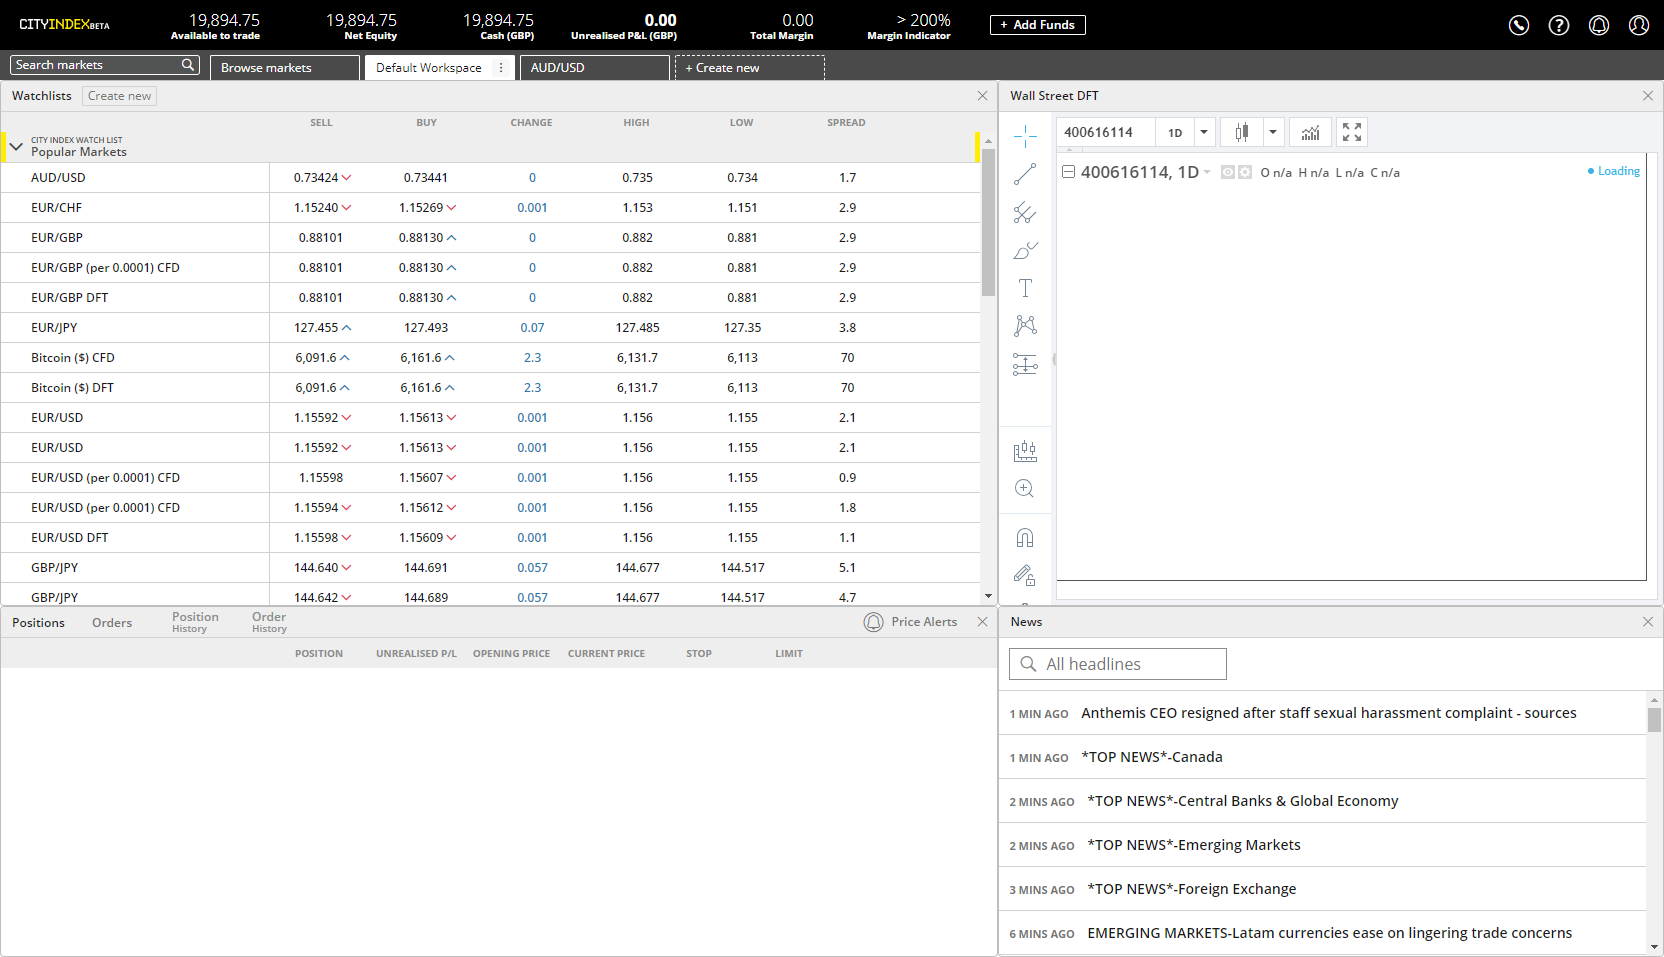 CITYINDEXBETA
19,894.75 19,894.75 19,894.75 0.00 0.00 > 200%
Available to trade Net Equity Cash (GBP) Unrealised P&L (GBP) Total Margin Margin Indicator
+ Add Funds
Search markets Browse markets Default Workspace AUD/USD + Create new
Watchlists Create new
SELL BUY CHANGE HIGH LOW SPREAD
CITY INDEX WATCH LIST
Popular Markets
AUD/USD 0.73424 0.73441 0 0.735 0.734 1.7
EUR/CHF 1.15240 1.15269 0.001 1.153 1.151 2.9
EUR/GBP 0.88101 0.88130 0 0.882 0.881 2.9
EUR/GBP (per 0.0001) CFD 0.88101 0.88130 0 0.882 0.881 2.9
EUR/GBP DFT 0.88101 0.88130 0 0.882 0.881 2.9
EUR/JPY 127.455 127.493 0.07 127.485 127.35 3.8
Bitcoin ($) CFD 6,091.6 6,161.6 2.3 6,131.7 6,113 70
Bitcoin ($) DFT 6,091.6 6,161.6 2.3 6,131.7 6,113 70
EUR/USD 1.15592 1.15613 0.001 1.156 1.155 2.1
EUR/USD 1.15592 1.15613 0.001 1.156 1.155 2.1
EUR/USD (per 0.0001) CFD 1.15598 1.15607 0.001 1.156 1.155 0.9
EUR/USD (per 0.0001) CFD 1.15594 1.15612 0.001 1.156 1.155 1.8
EUR/USD DFT 1.15598 1.15609 0.001 1.156 1.155 1.1
GBP/JPY 144.640 144.691 0.057 144.677 144.517 5.1
GBP/JPY 144.642 144.689 0.057 144.677 144.517 4.7
Wall Street DFT
400616114 1D
400616114, 1D O n/a H n/a L n/a C n/a
Loading
T
Positions Orders Position History Order History Price Alerts
POSITION UNREALISED P/L OPENING PRICE CURRENT PRICE STOP LIMIT
News
All headlines
1 MIN AGO Anthemis CEO resigned after staff sexual harassment complaint - sources
1 MIN AGO *TOP NEWS*-Canada
2 MINS AGO *TOP NEWS*-Central Banks & Global Economy
2 MINS AGO *TOP NEWS*-Emerging Markets
3 MINS AGO *TOP NEWS*-Foreign Exchange
6 MINS AGO EMERGING MARKETS-Latam currencies ease on lingering trade concerns